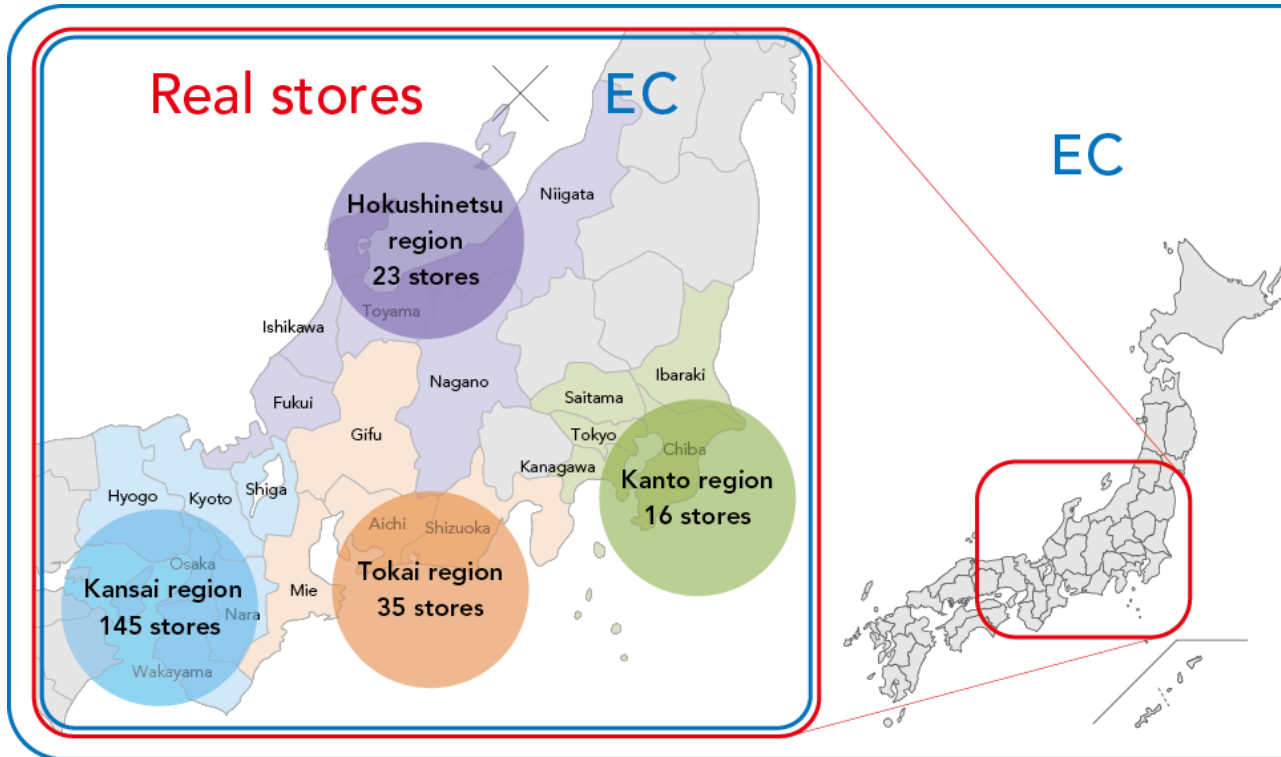 Real stores × EC
EC
Hokushinetsu
region
23 stores
Niigata
Toyama
Ishikawa
Nagano
Fukui
Gifu
Ibaraki
Saitama
Tokyo
Chiba
Kanagawa
Kanto region
16 stores
Hyogo
Kyoto
Shiga
Aichi
Shizuoka
Tokai region
35 stores
Mie
Osaka
Kansai region
145 stores
Nara
Wakayama